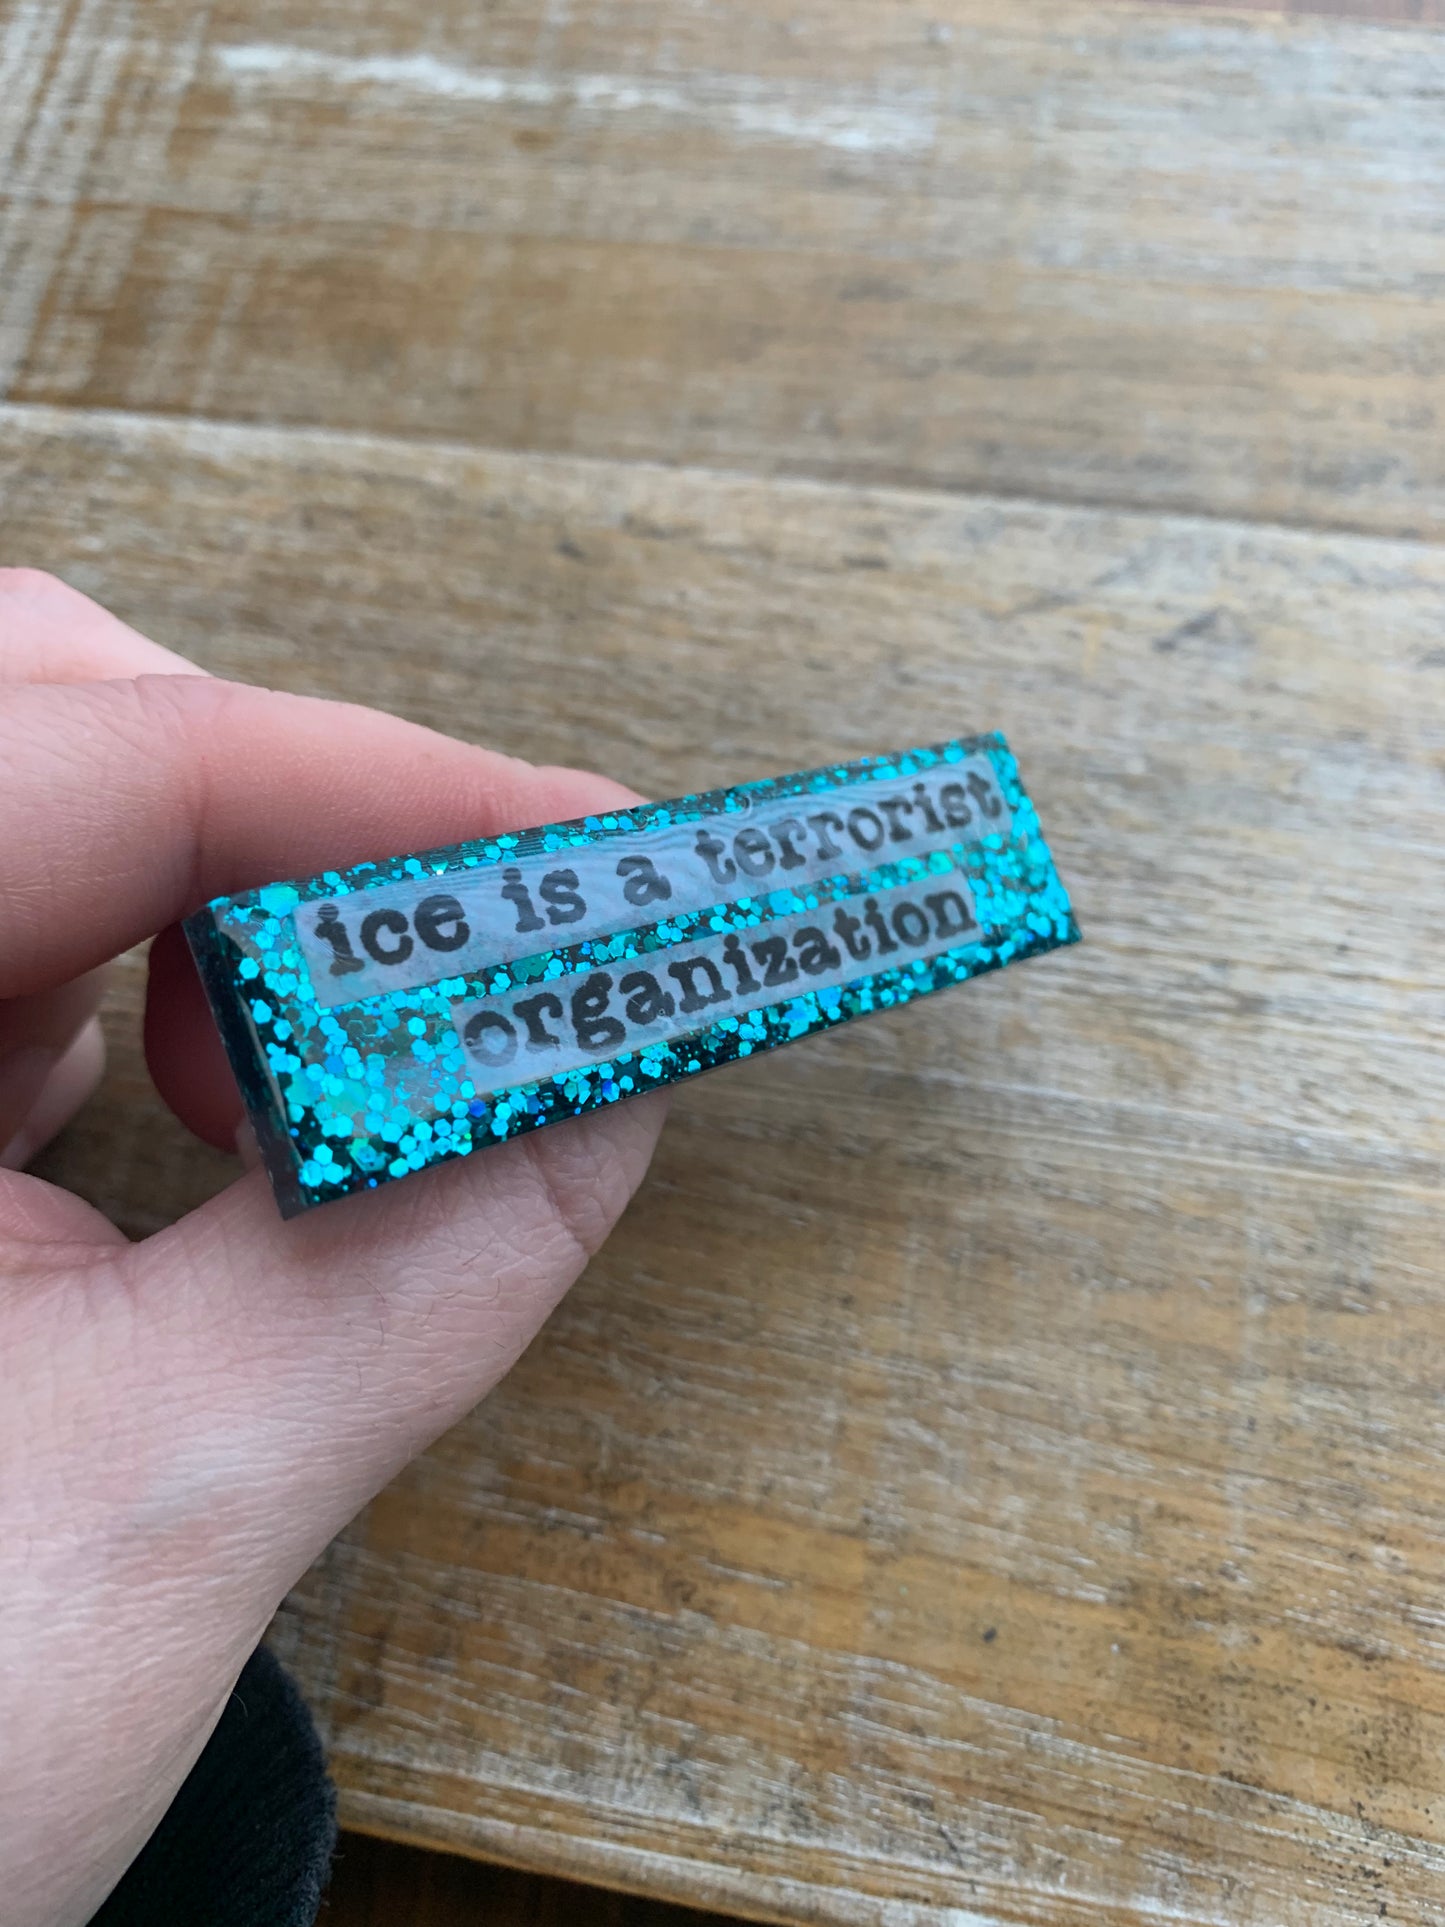 ice is a terrorist
organization